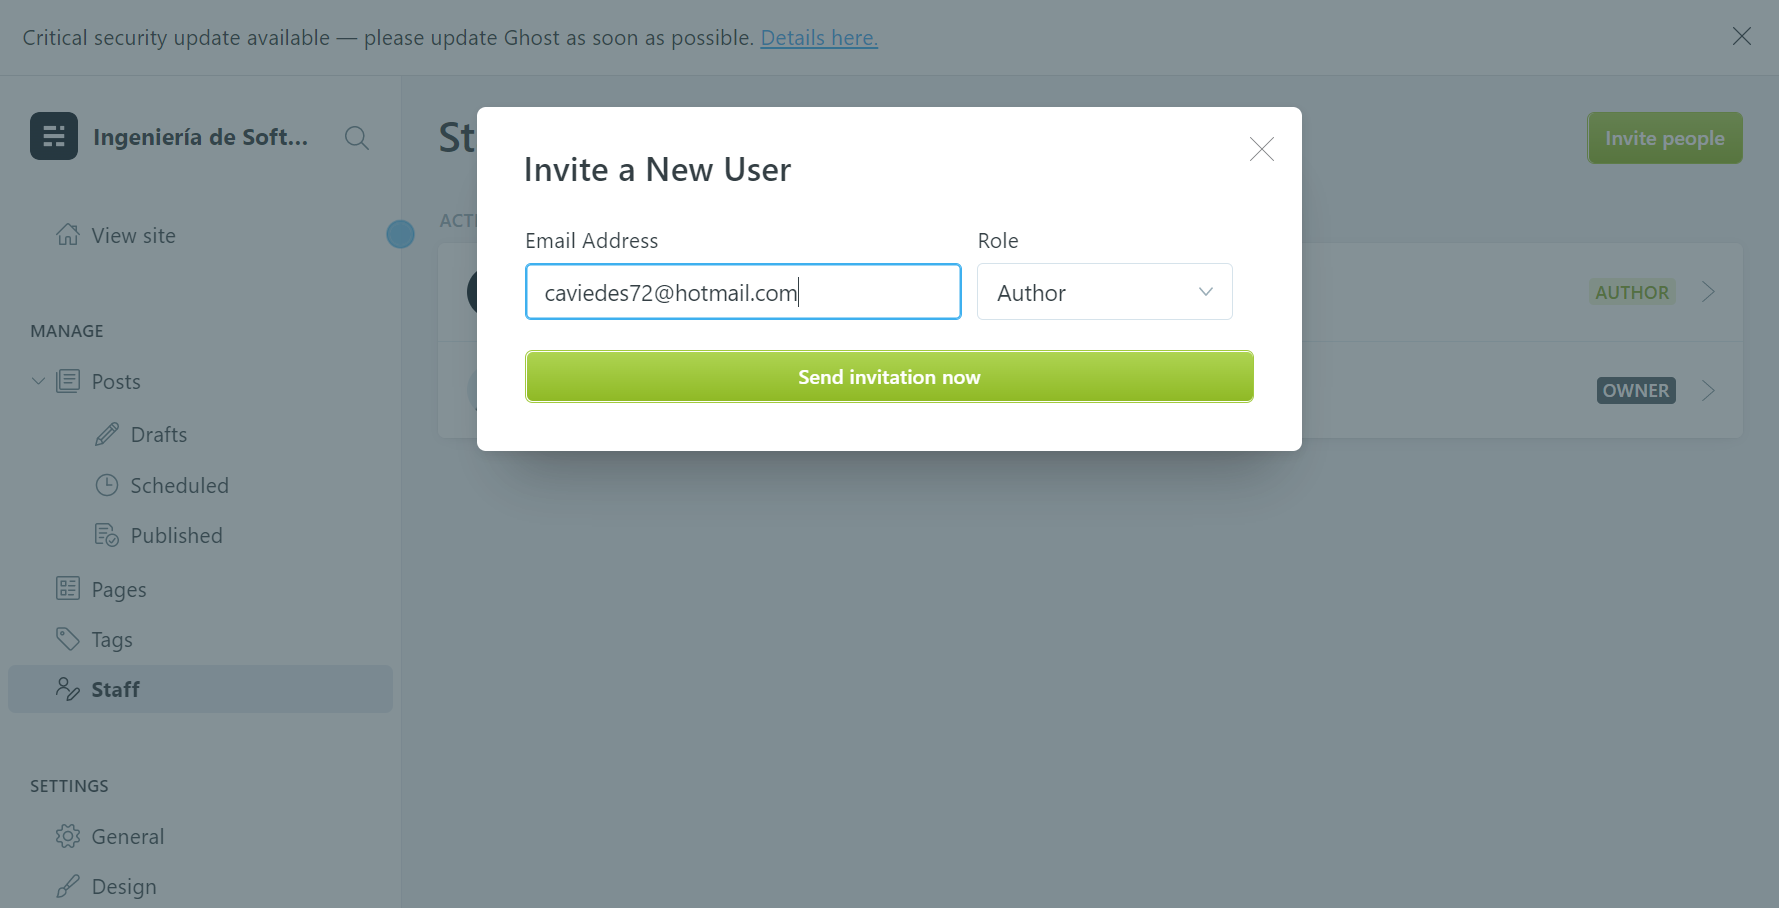 Critical security update available — please update Ghost as soon as possible. Details here.
Ingeniería de Soft...
View site
MANAGE
Posts
Drafts
Scheduled
Published
Pages
Tags
Staff
SETTINGS
General
Design
St
Invite people
ACTI
AUTHOR
OWNER
Invite a New User
Email Address
Role
caviedes72@hotmail.com
Author
Send invitation now